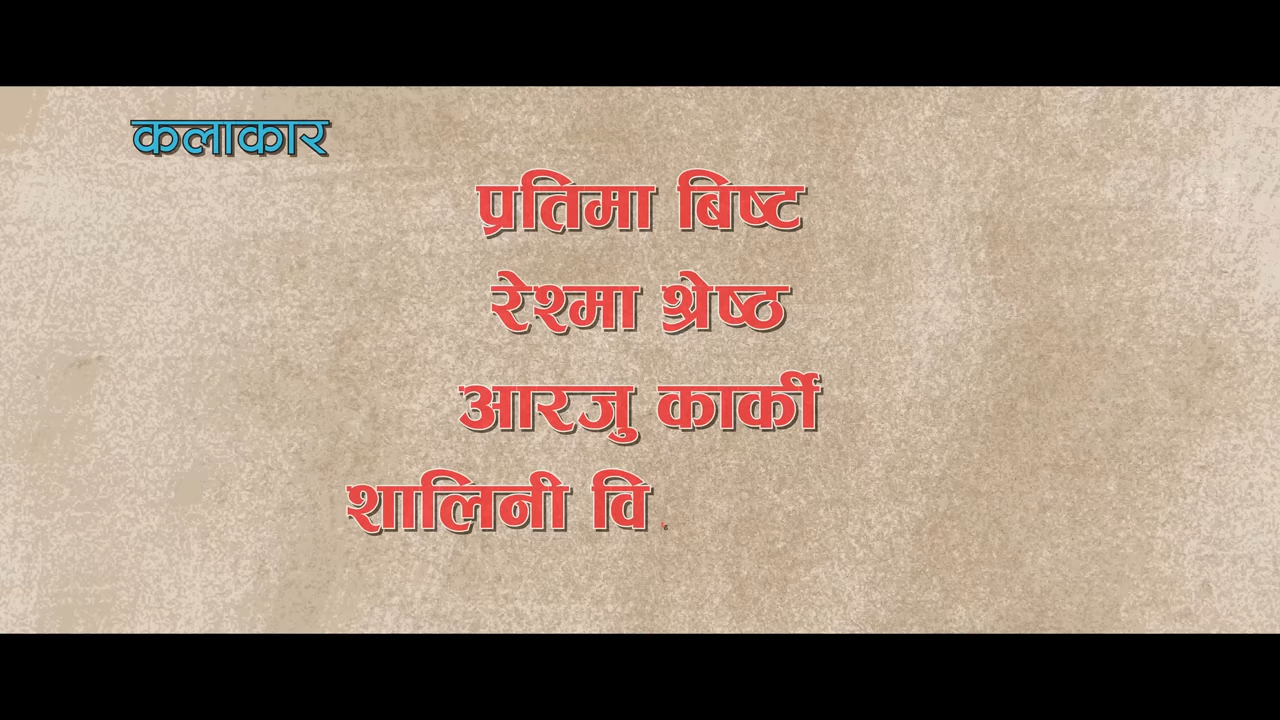 कलाकार
प्रतिमा बिष्ट
रेश्मा श्रेष्ठ
आरजु कार्की
शालिनी वि